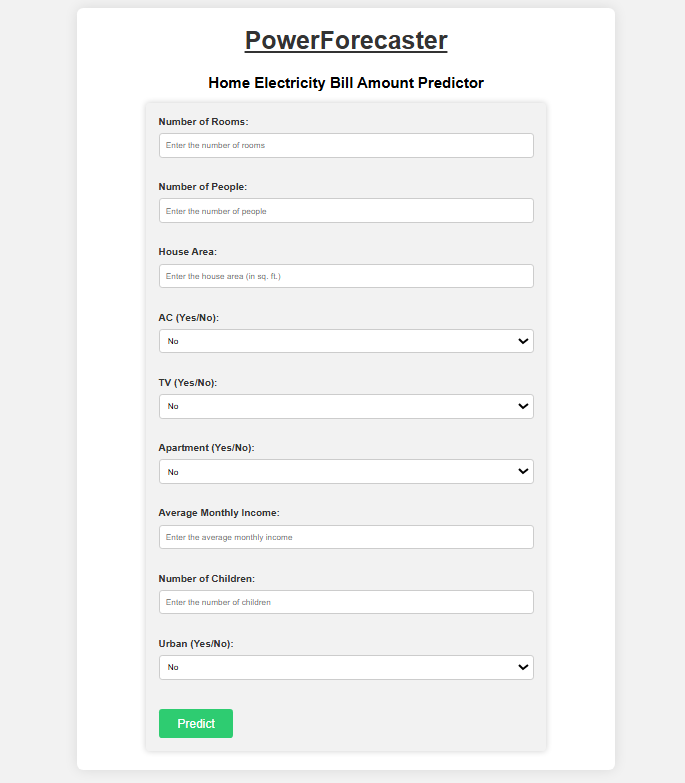 PowerForecaster
Home Electricity Bill Amount Predictor
Number of Rooms:
Enter the number of rooms
Number of People:
Enter the number of people
House Area:
Enter the house area (in sq. ft.)
AC (Yes/No):
No
TV (Yes/No):
No
Apartment (Yes/No):
No
Average Monthly Income:
Enter the average monthly income
Number of Children:
Enter the number of children
Urban (Yes/No):
No
Predict